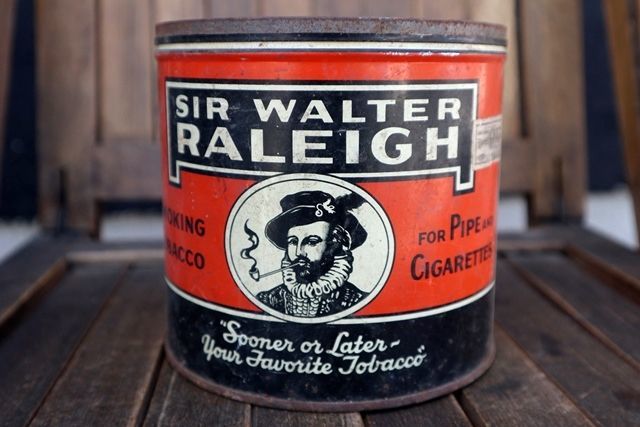 SIR WALTER
RALEIGH
OKING
BACCO
FOR PIPE AND
CIGARETTES
"Sooner or Later~
Your Favorite Tobacco"